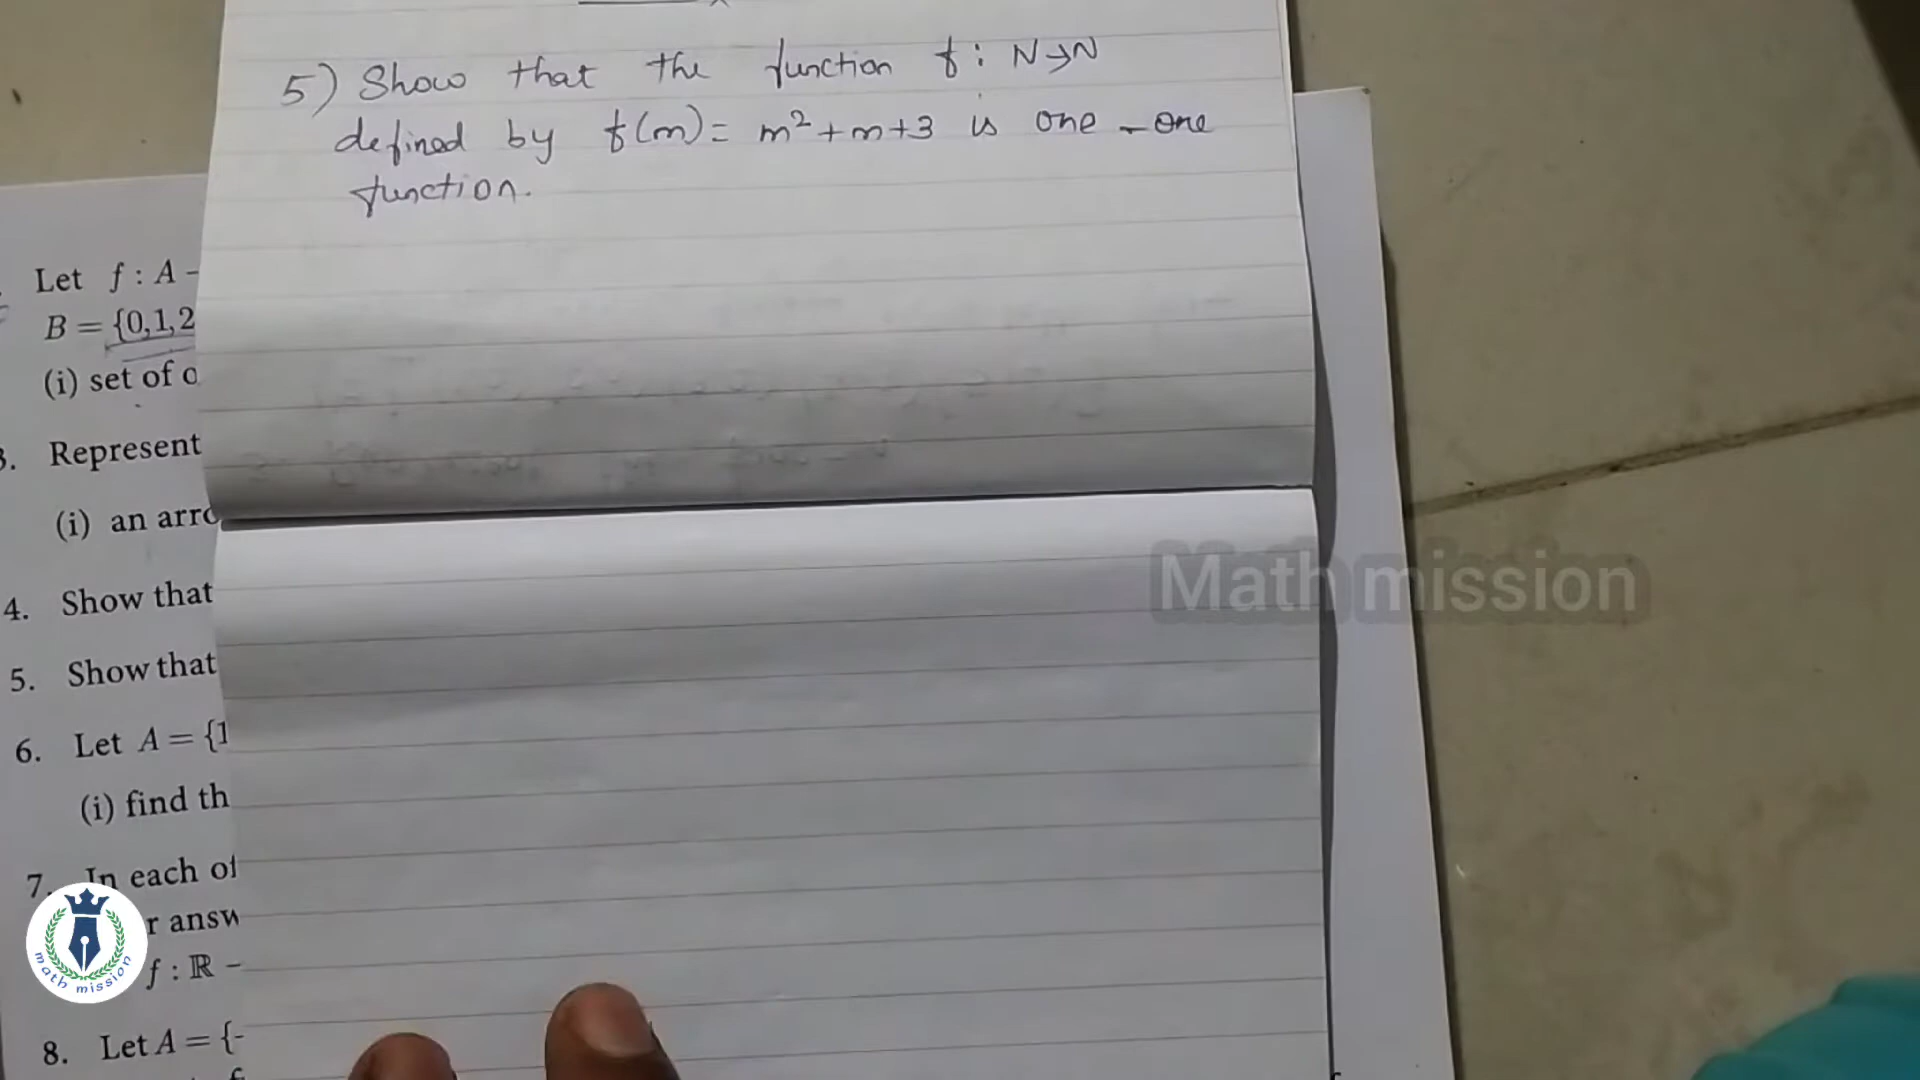 5) Show that the function f: N→N
defined by f(m) = m²+m+3 is one - one
function.
Let f : A -
B = {0,1,2
(i) set of
3. Represent
(i) an arro
4. Show that
5. Show that
6. Let A = {1
(i) find th
7. In each of
r answ
f : ℝ -
8. Let A = {-
Math mission
math mission